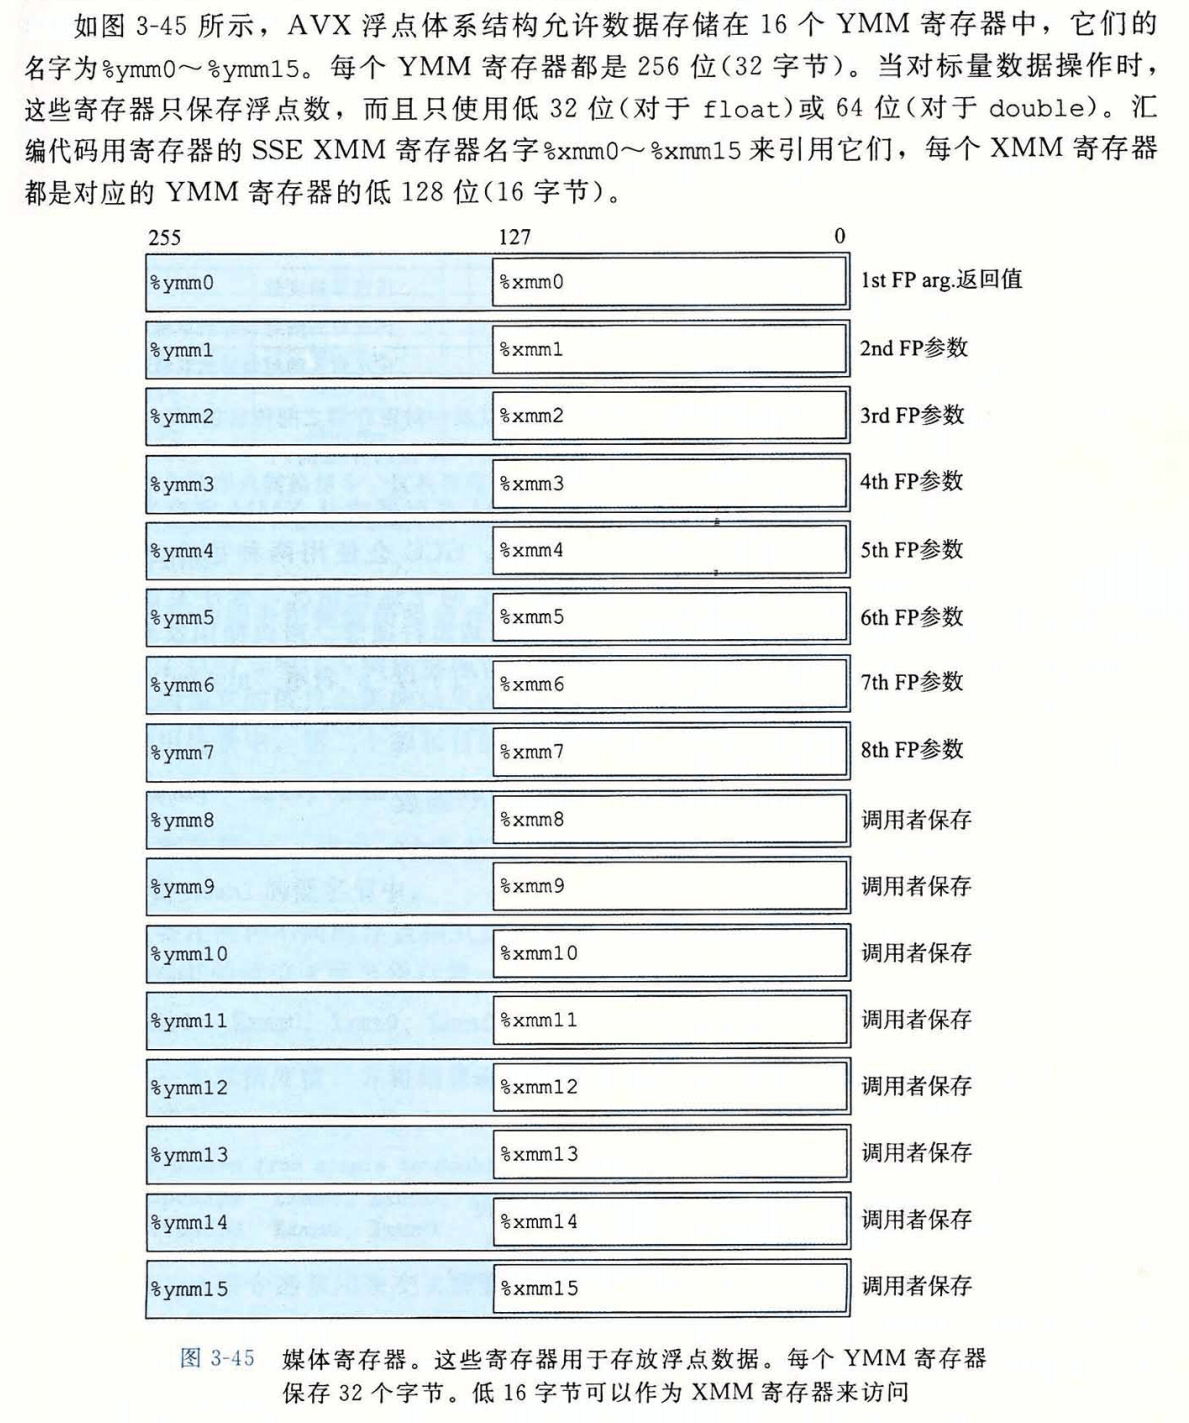 如图 3-45 所示，AVX 浮点体系结构允许数据存储在 16 个 YMM 寄存器中，它们的
名字为%ymm0～%ymm15。每个 YMM 寄存器都是 256 位(32 字节)。当对标量数据操作时，
这些寄存器只保存浮点数，而且只使用低 32 位(对于 float)或 64 位(对于 double)。汇
编代码用寄存器的 SSE XMM 寄存器名字%xmm0～%xmm15 来引用它们，每个 XMM 寄存器
都是对应的 YMM 寄存器的低 128 位(16 字节)。
255 127 0
%ymm0 %xmm0 1st FP arg.返回值
%ymm1 %xmm1 2nd FP参数
%ymm2 %xmm2 3rd FP参数
%ymm3 %xmm3 4th FP参数
%ymm4 %xmm4 5th FP参数
%ymm5 %xmm5 6th FP参数
%ymm6 %xmm6 7th FP参数
%ymm7 %xmm7 8th FP参数
%ymm8 %xmm8 调用者保存
%ymm9 %xmm9 调用者保存
%ymm10 %xmm10 调用者保存
%ymm11 %xmm11 调用者保存
%ymm12 %xmm12 调用者保存
%ymm13 %xmm13 调用者保存
%ymm14 %xmm14 调用者保存
%ymm15 %xmm15 调用者保存
图 3-45 媒体寄存器。这些寄存器用于存放浮点数据。每个 YMM 寄存器
保存 32 个字节。低 16 字节可以作为 XMM 寄存器来访问